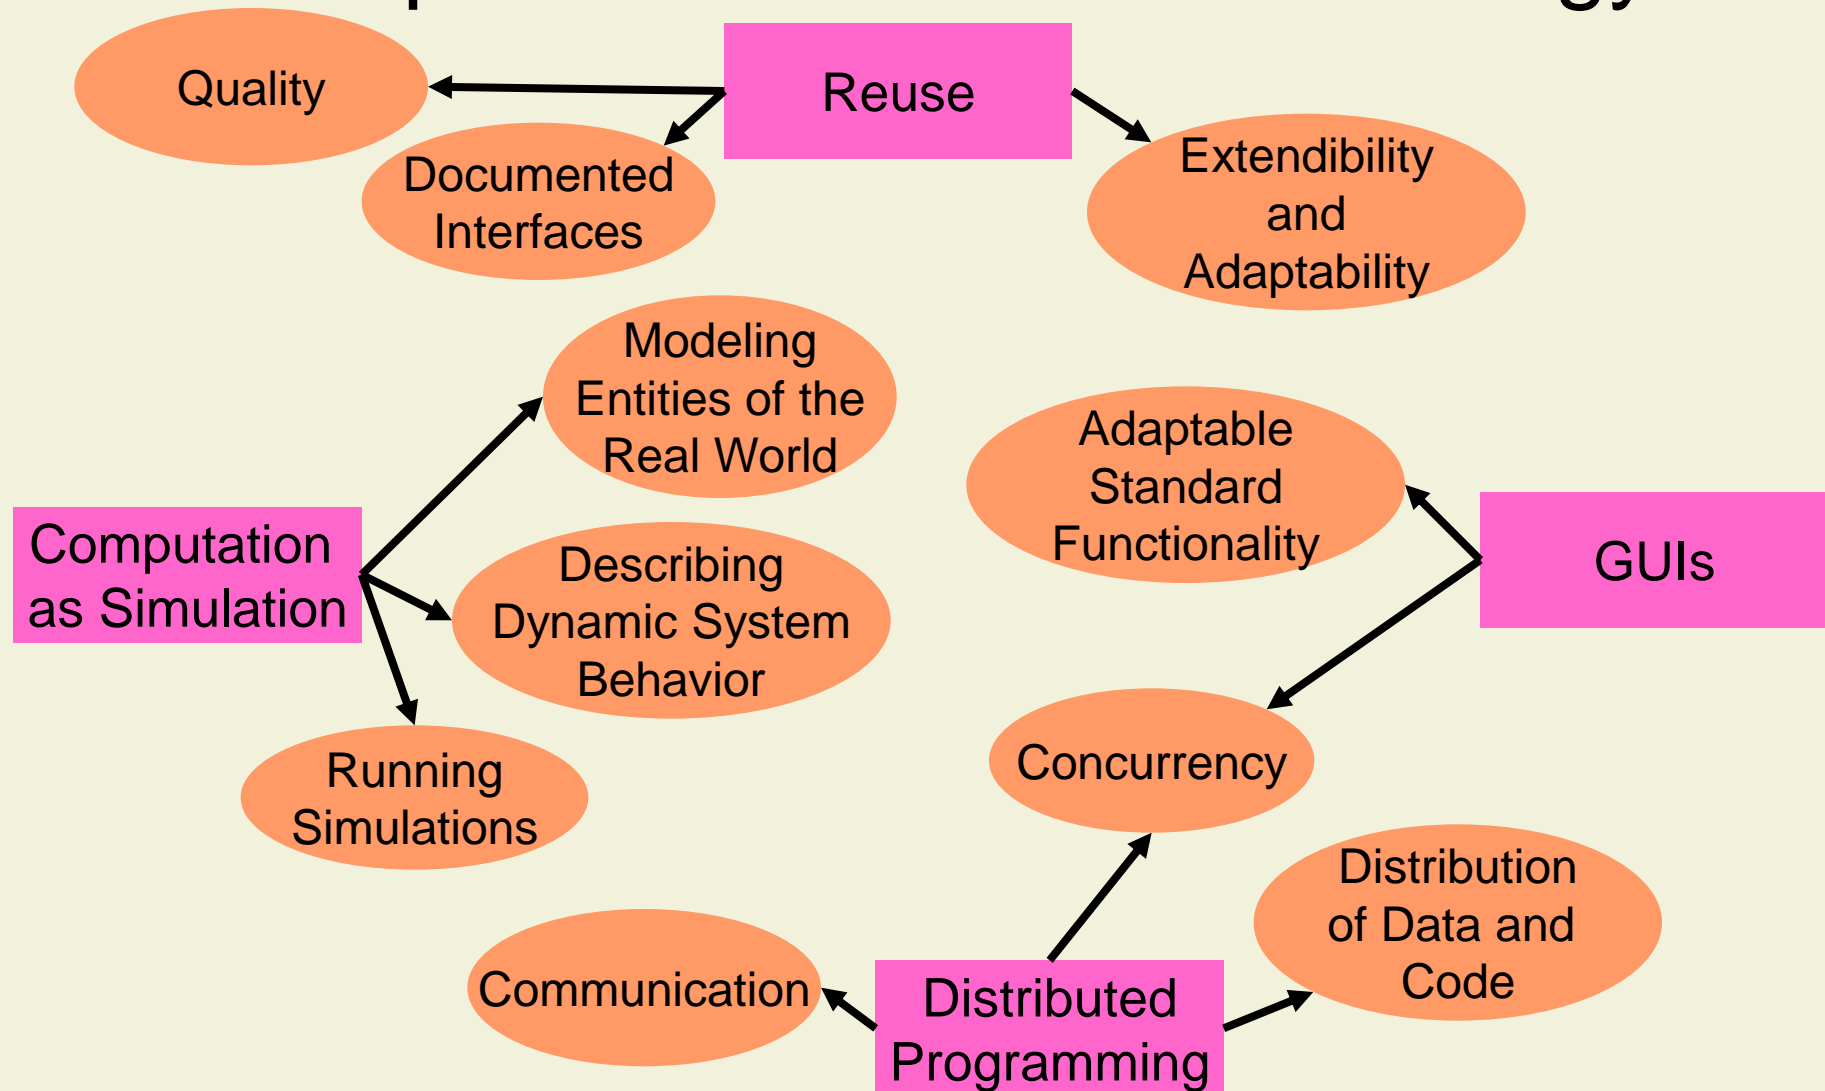 Quality
Reuse
Documented
Interfaces
Extendibility
and
Adaptability
Modeling
Entities of the
Real World
Adaptable
Standard
Functionality
Computation
as Simulation
GUIs
Describing
Dynamic System
Behavior
Running
Simulations
Concurrency
Distribution
of Data and
Code
Communication
Distributed
Programming